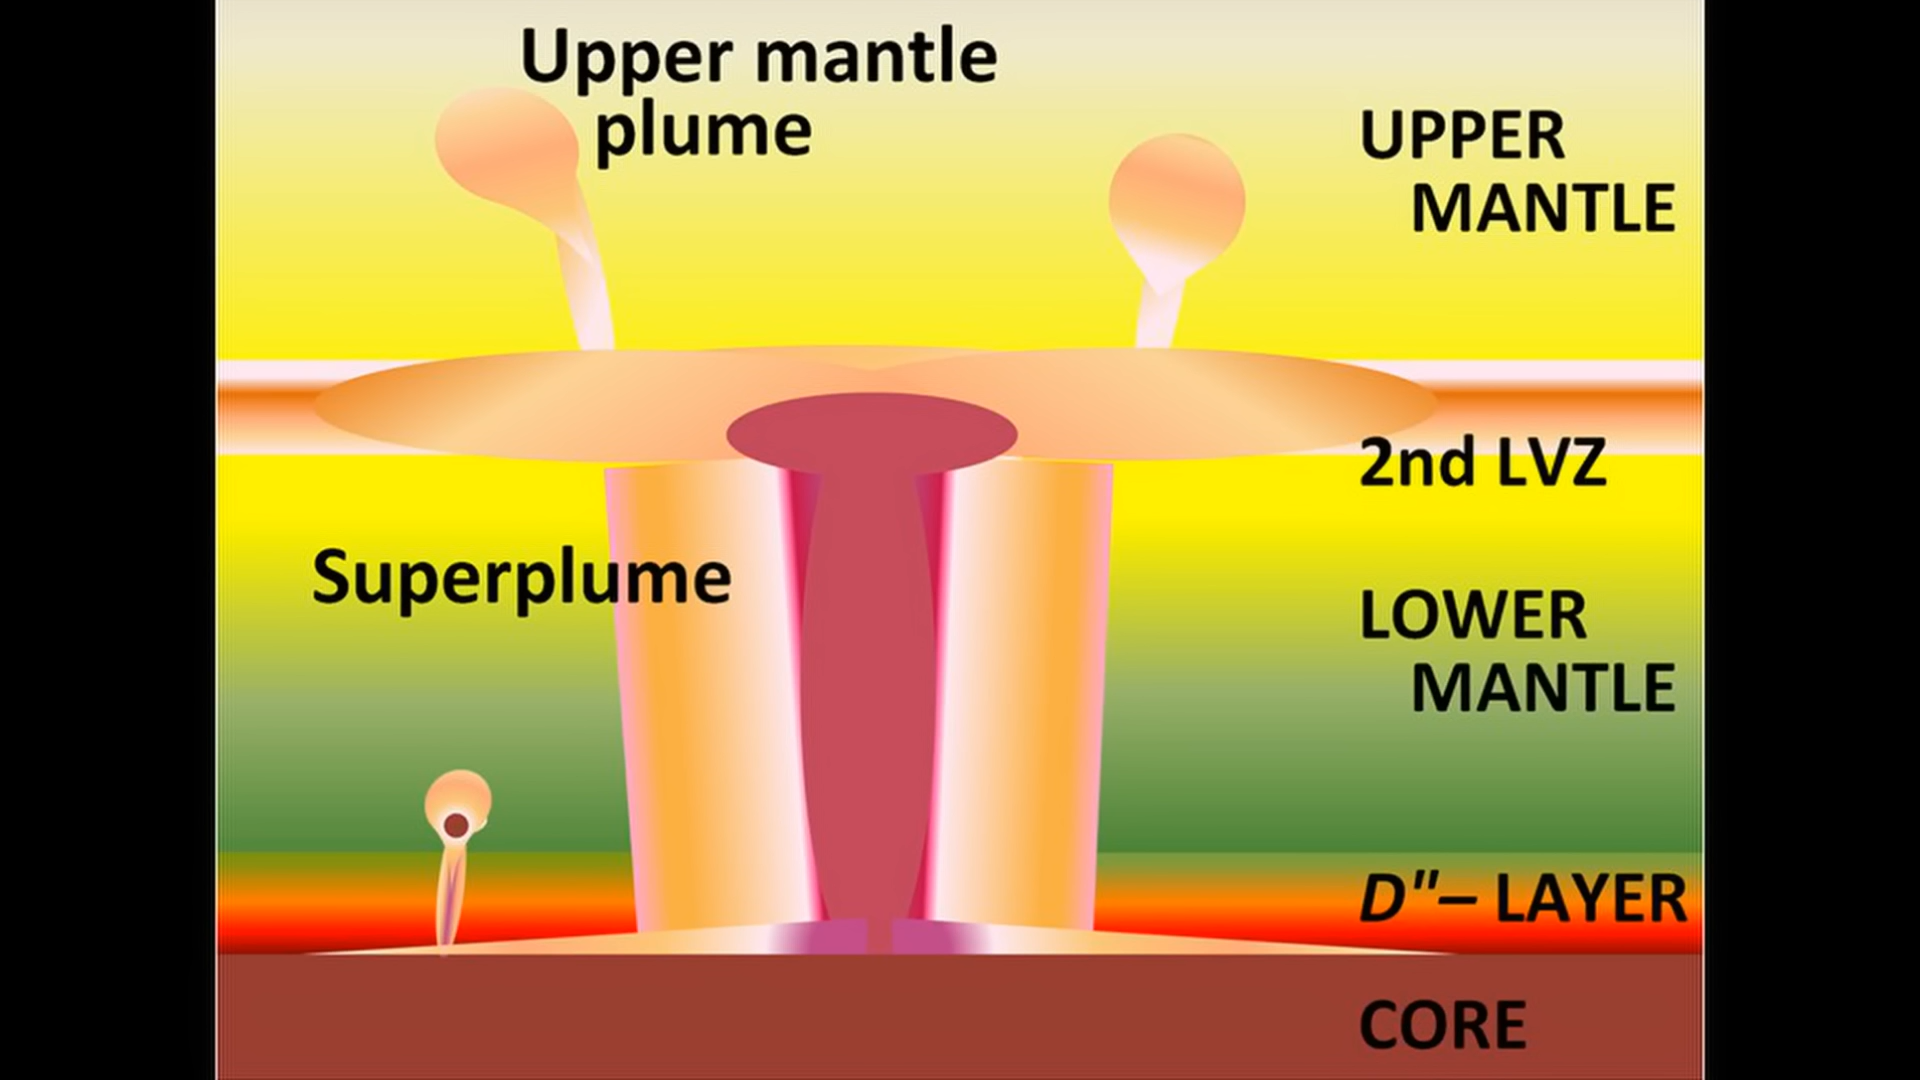 Upper mantle
plume
UPPER
MANTLE
2nd LVZ
Superplume
LOWER
MANTLE
D"– LAYER
CORE